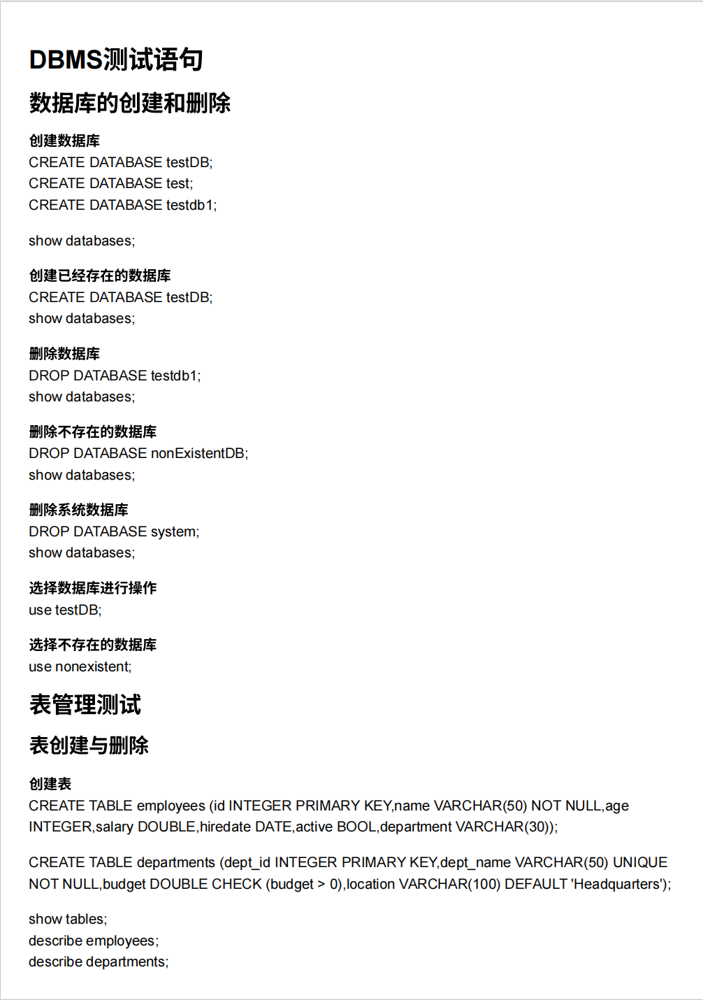 DBMS测试语句
数据库的创建和删除
创建数据库
CREATE DATABASE testDB;
CREATE DATABASE test;
CREATE DATABASE testdb1;
show databases;
创建已经存在的数据库
CREATE DATABASE testDB;
show databases;
删除数据库
DROP DATABASE testdb1;
show databases;
删除不存在的数据库
DROP DATABASE nonExistentDB;
show databases;
删除系统数据库
DROP DATABASE system;
show databases;
选择数据库进行操作
use testDB;
选择不存在的数据库
use nonexistent;
表管理测试
表创建与删除
创建表
CREATE TABLE employees (id INTEGER PRIMARY KEY,name VARCHAR(50) NOT NULL,age
INTEGER,salary DOUBLE,hiredate DATE,active BOOL,department VARCHAR(30));
CREATE TABLE departments (dept_id INTEGER PRIMARY KEY,dept_name VARCHAR(50) UNIQUE
NOT NULL,budget DOUBLE CHECK (budget > 0),location VARCHAR(100) DEFAULT 'Headquarters');
show tables;
describe employees;
describe departments;